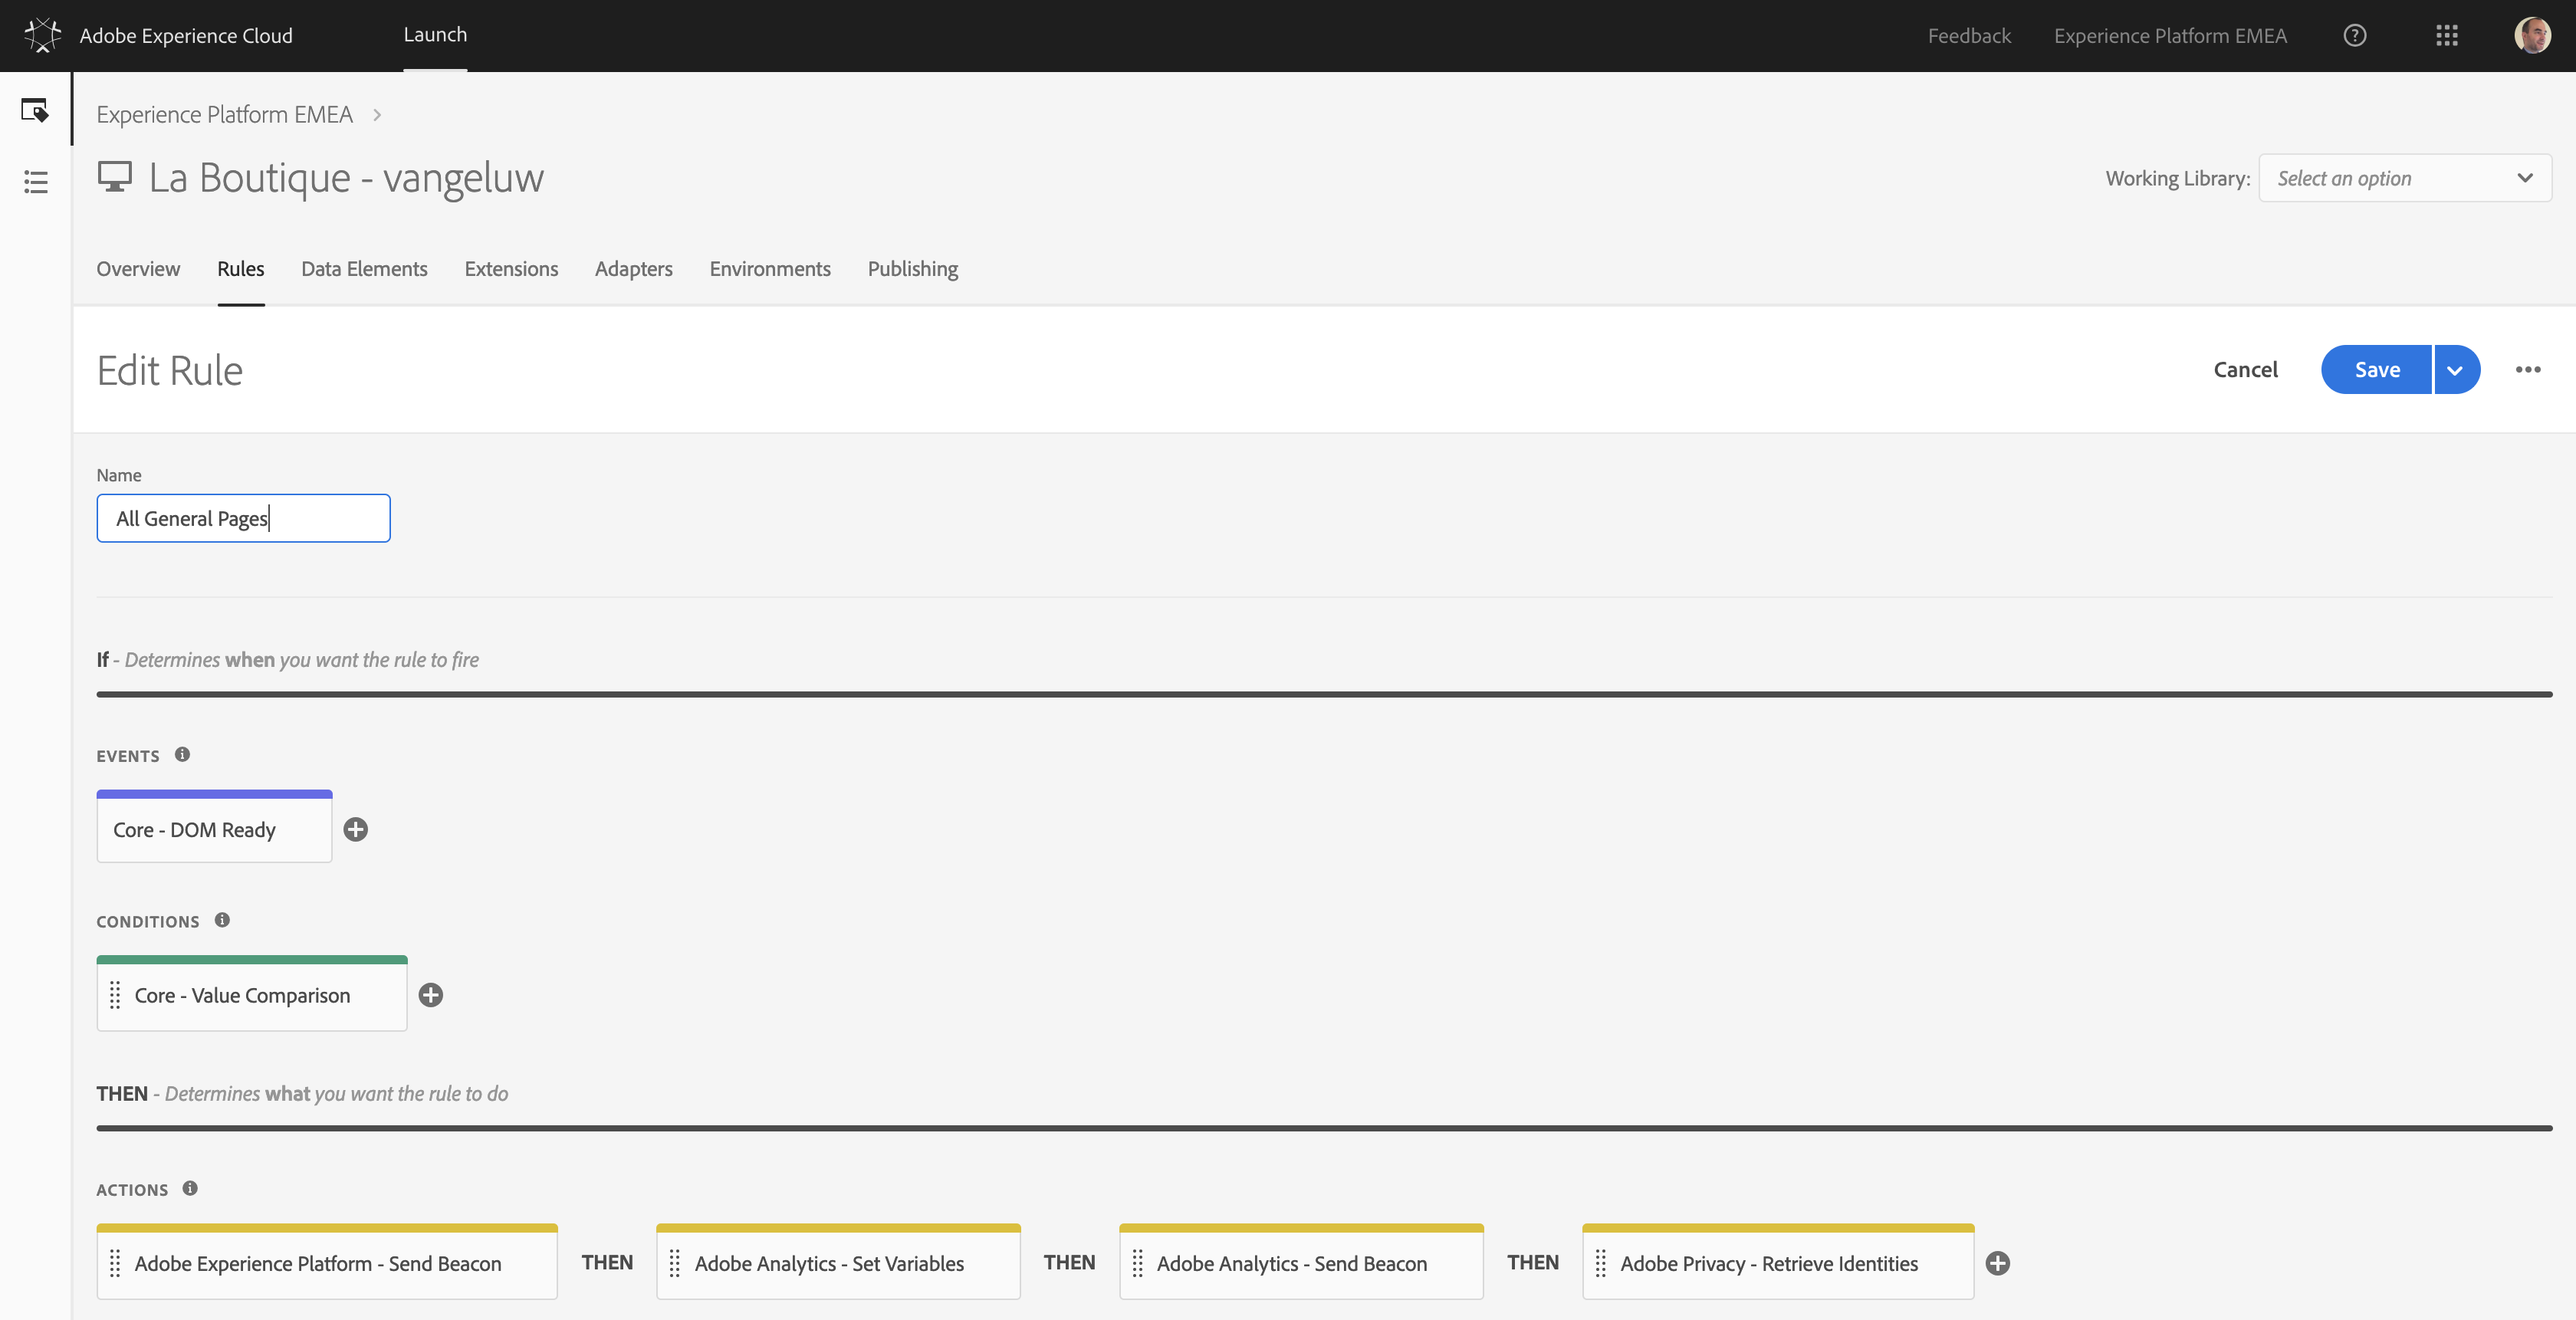 Adobe Experience Cloud
Launch
Feedback
Experience Platform EMEA
Experience Platform EMEA
La Boutique - vangeluw
Working Library:
Select an option
Overview
Rules
Data Elements
Extensions
Adapters
Environments
Publishing
Edit Rule
Cancel
Save
Name
All General Pages
If - Determines when you want the rule to fire
EVENTS
Core - DOM Ready
CONDITIONS
Core - Value Comparison
THEN - Determines what you want the rule to do
ACTIONS
Adobe Experience Platform - Send Beacon
THEN
Adobe Analytics - Set Variables
THEN
Adobe Analytics - Send Beacon
THEN
Adobe Privacy - Retrieve Identities